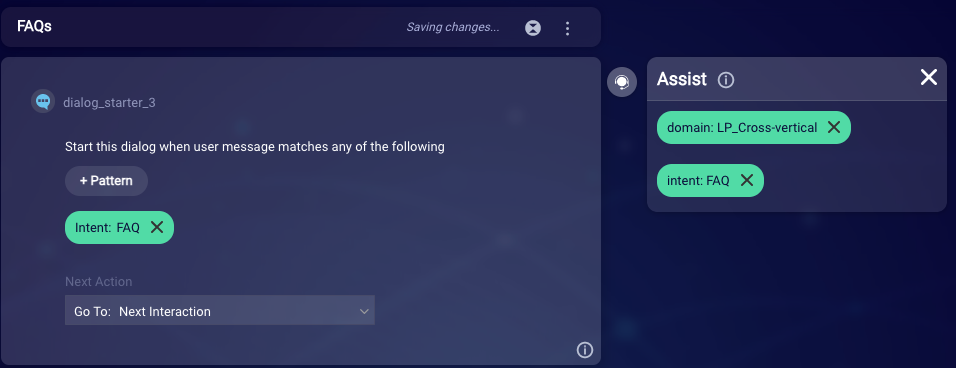 FAQs
Saving changes...
dialog_starter_3
Start this dialog when user message matches any of the following
+ Pattern
Intent: FAQ
Next Action
Go To: Next Interaction
Assist
domain: LP_Cross-vertical
intent: FAQ